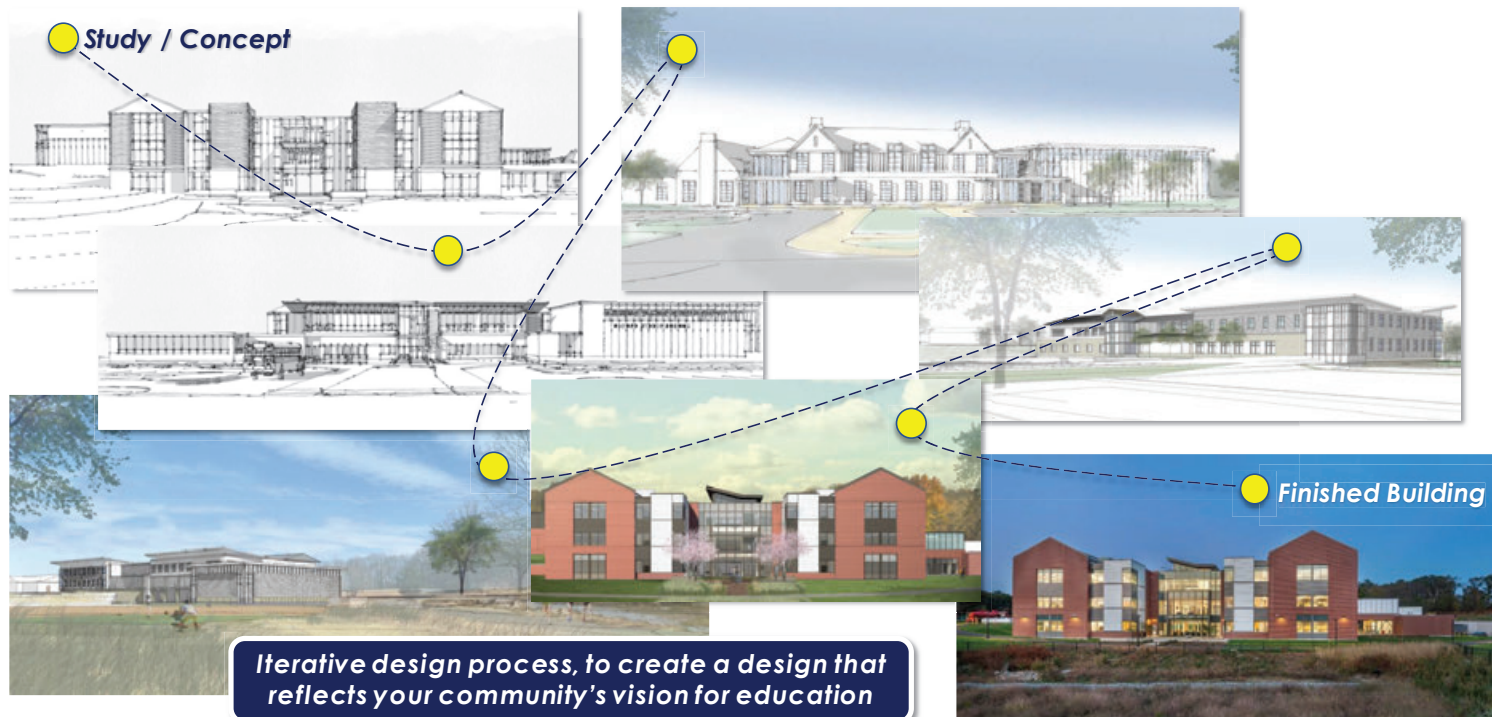 Study / Concept
Finished Building
Iterative design process, to create a design that
reflects your community's vision for education